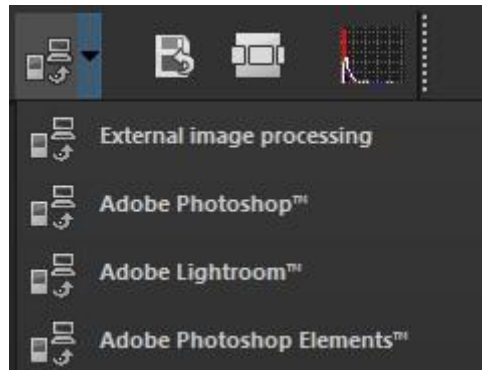 External image processing
Adobe Photoshop™
Adobe Lightroom™
Adobe Photoshop Elements™